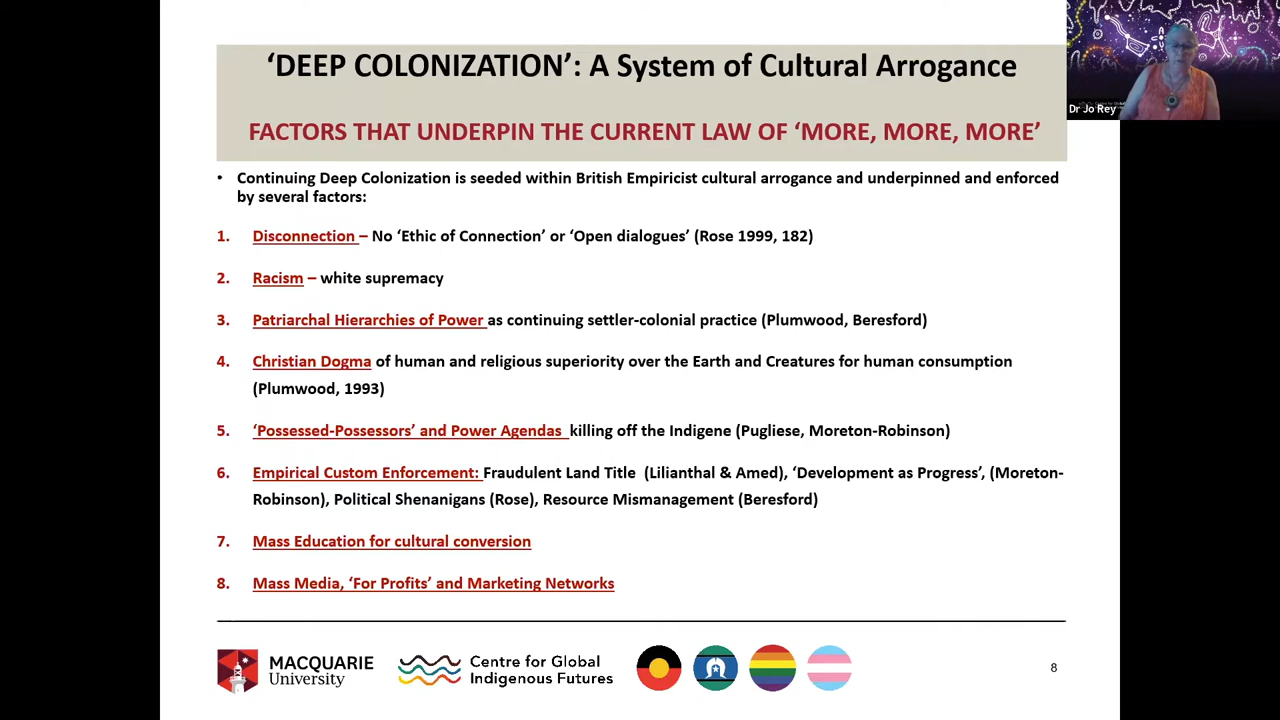 'DEEP COLONIZATION': A System of Cultural Arrogance
FACTORS THAT UNDERPIN THE CURRENT LAW OF 'MORE, MORE, MORE'
Dr Jo Rey
• Continuing Deep Colonization is seeded within British Empiricist cultural arrogance and underpinned and enforced
by several factors:
1. Disconnection – No 'Ethic of Connection' or 'Open dialogues' (Rose 1999, 182)
2. Racism – white supremacy
3. Patriarchal Hierarchies of Power as continuing settler-colonial practice (Plumwood, Beresford)
4. Christian Dogma of human and religious superiority over the Earth and Creatures for human consumption
(Plumwood, 1993)
5. 'Possessed-Possessors' and Power Agendas killing off the Indigene (Pugliese, Moreton-Robinson)
6. Empirical Custom Enforcement: Fraudulent Land Title (Lilianthal & Amed), 'Development as Progress', (Moreton-
Robinson), Political Shenanigans (Rose), Resource Mismanagement (Beresford)
7. Mass Education for cultural conversion
8. Mass Media, 'For Profits' and Marketing Networks
MACQUARIE
University
Centre for Global
Indigenous Futures
8